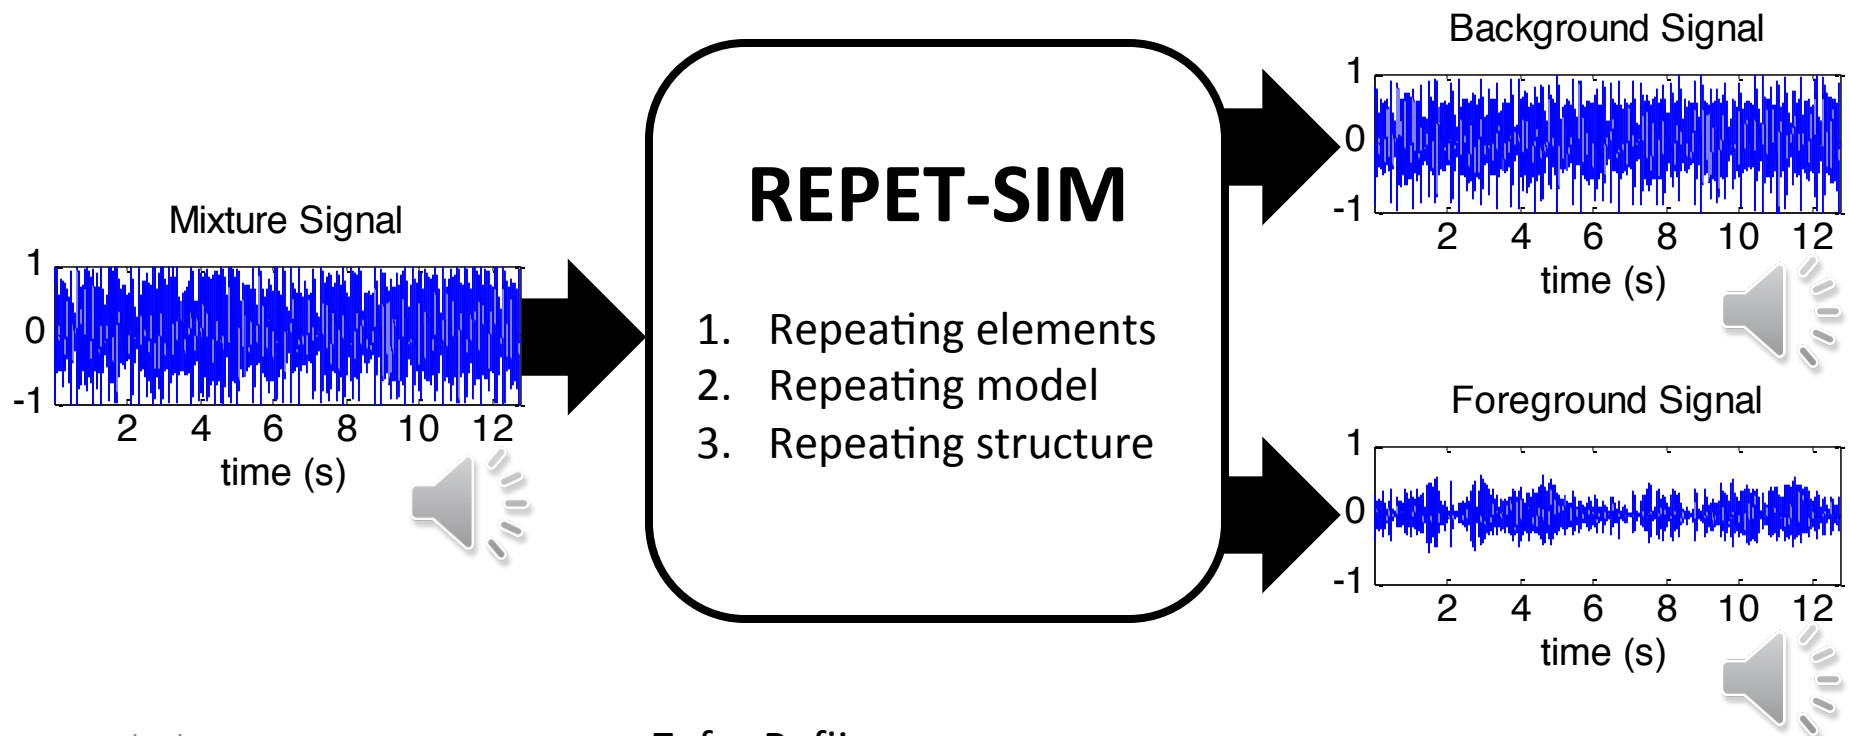 Mixture Signal
1
0
-1
2 4 6 8 10 12
time (s)
REPET-SIM
1. Repeating elements
2. Repeating model
3. Repeating structure
Background Signal
1
0
-1
2 4 6 8 10 12
time (s)
Foreground Signal
1
0
-1
2 4 6 8 10 12
time (s)